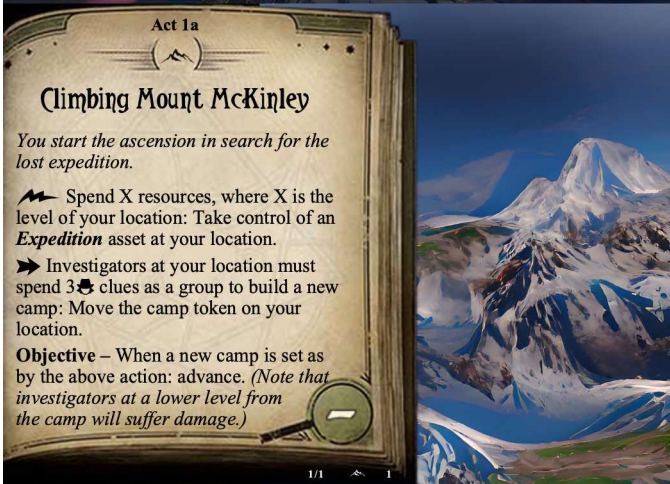 Act 1a
Climbing Mount McKinley
You start the ascension in search for the
lost expedition.
Spend X resources, where X is the
level of your location: Take control of an
Expedition asset at your location.
Investigators at your location must
spend 3 clues as a group to build a new
camp: Move the camp token on your
location.
Objective – When a new camp is set as
by the above action: advance. (Note that
investigators at a lower level from
the camp will suffer damage.)
–
1/1 1